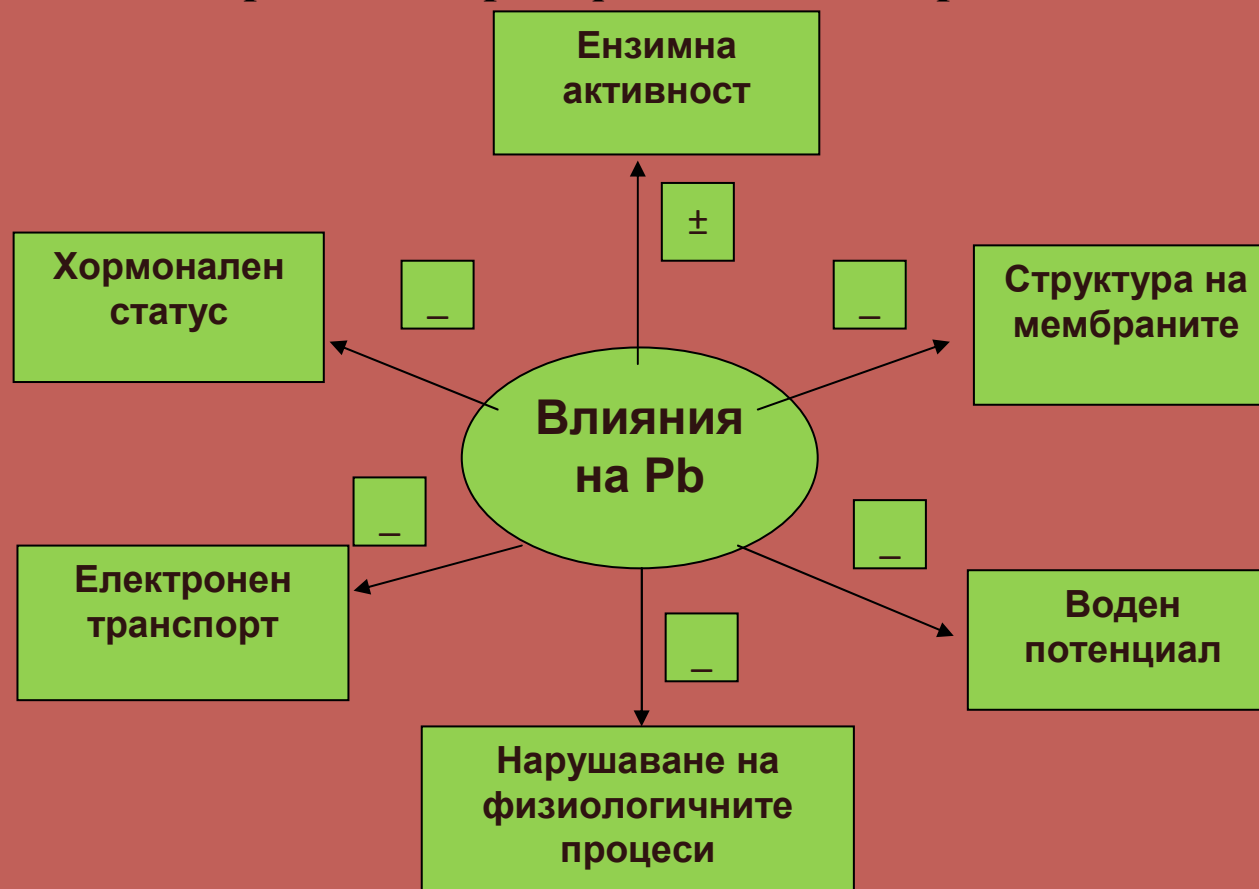 Ензимна
активност
±
Хормонален
статус
_
_
Структура на
мембраните
Влияния
на Pb
_
_
Електронен
транспорт
Воден
потенциал
_
Нарушаване на
физиологичните
процеси